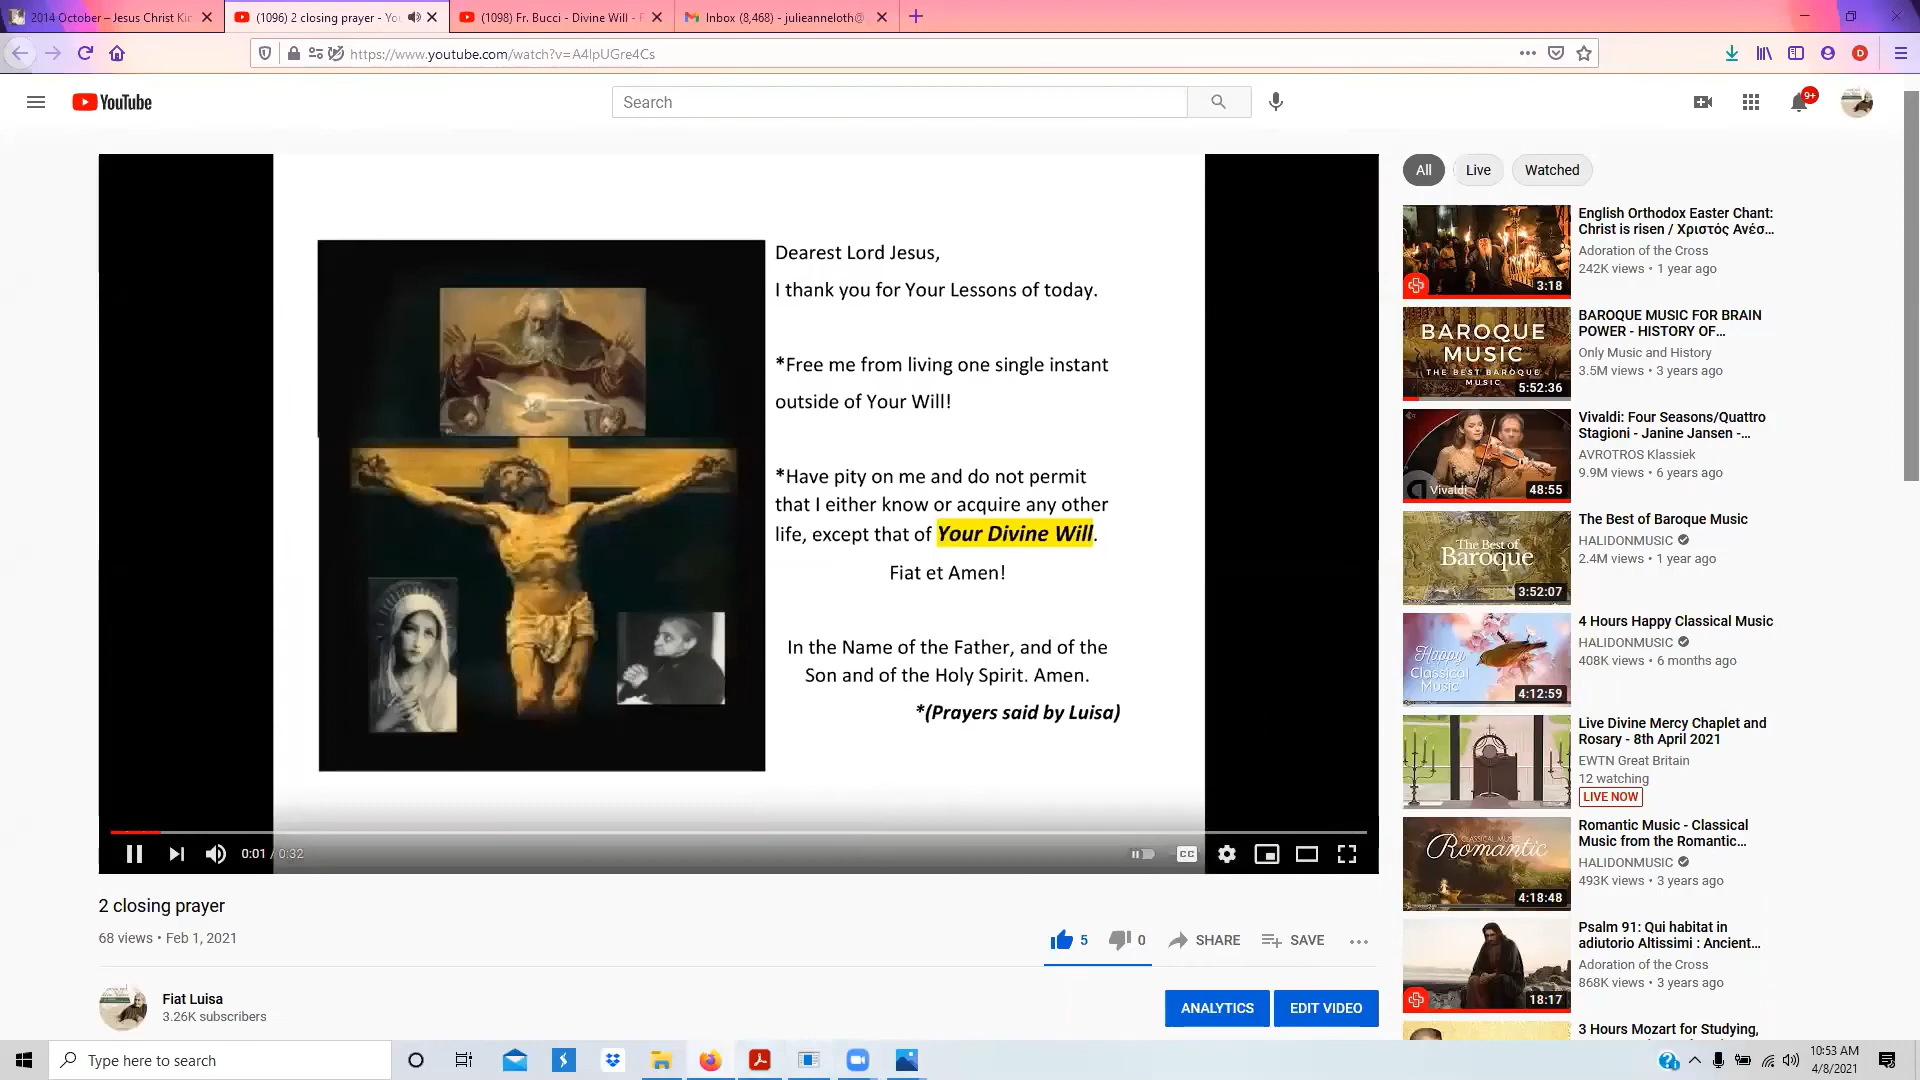 2014 October – Jesus Christ Kin
(1096) 2 closing prayer - You
(1098) Fr. Bucci - Divine Will - F
Inbox (8,468) - julieanneloth@
https://www.youtube.com/watch?v=A4lpUGre4Cs
YouTube
Search
9+
All
Live
Watched
Dearest Lord Jesus,
I thank you for Your Lessons of today.
*Free me from living one single instant
outside of Your Will!
*Have pity on me and do not permit
that I either know or acquire any other
life, except that of Your Divine Will.
Fiat et Amen!
In the Name of the Father, and of the
Son and of the Holy Spirit. Amen.
*(Prayers said by Luisa)
0:01 / 0:32
CC
2 closing prayer
68 views • Feb 1, 2021
5
0
SHARE
SAVE
Fiat Luisa
3.26K subscribers
ANALYTICS
EDIT VIDEO
3:18
English Orthodox Easter Chant:
Christ is risen / Χριστός Ανέσ...
Adoration of the Cross
242K views • 1 year ago
BAROQUE
MUSIC
THE BEST BAROQUE
MUSIC
5:52:36
BAROQUE MUSIC FOR BRAIN
POWER - HISTORY OF...
Only Music and History
3.5M views • 3 years ago
Vivaldi
48:55
Vivaldi: Four Seasons/Quattro
Stagioni - Janine Jansen -...
AVROTROS Klassiek
9.9M views • 6 years ago
The Best of
Baroque
3:52:07
The Best of Baroque Music
HALIDONMUSIC
2.4M views • 1 year ago
Happy
Classical
Music
4:12:59
4 Hours Happy Classical Music
HALIDONMUSIC
408K views • 6 months ago
Live Divine Mercy Chaplet and
Rosary - 8th April 2021
EWTN Great Britain
12 watching
LIVE NOW
CLASSICAL MUSIC
Romantic
4:18:48
Romantic Music - Classical
Music from the Romantic...
HALIDONMUSIC
493K views • 3 years ago
18:17
Psalm 91: Qui habitat in
adiutorio Altissimi : Ancient...
Adoration of the Cross
868K views • 3 years ago
3 Hours Mozart for Studying,
Type here to search
10:53 AM
4/8/2021